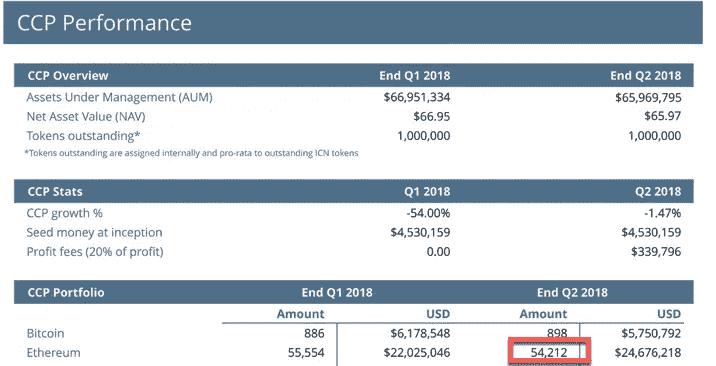 CCP Performance
CCP Overview End Q1 2018 End Q2 2018
Assets Under Management (AUM) $66,951,334 $65,969,795
Net Asset Value (NAV) $66.95 $65.97
Tokens outstanding* 1,000,000 1,000,000
*Tokens outstanding are assigned internally and pro-rata to outstanding ICN tokens
CCP Stats Q1 2018 Q2 2018
CCP growth % -54.00% -1.47%
Seed money at inception $4,530,159 $4,530,159
Profit fees (20% of profit) 0.00 $339,796
CCP Portfolio End Q1 2018 End Q2 2018
Amount USD Amount USD
Bitcoin 886 $6,178,548 898 $5,750,792
Ethereum 55,554 $22,025,046 54,212 $24,676,218